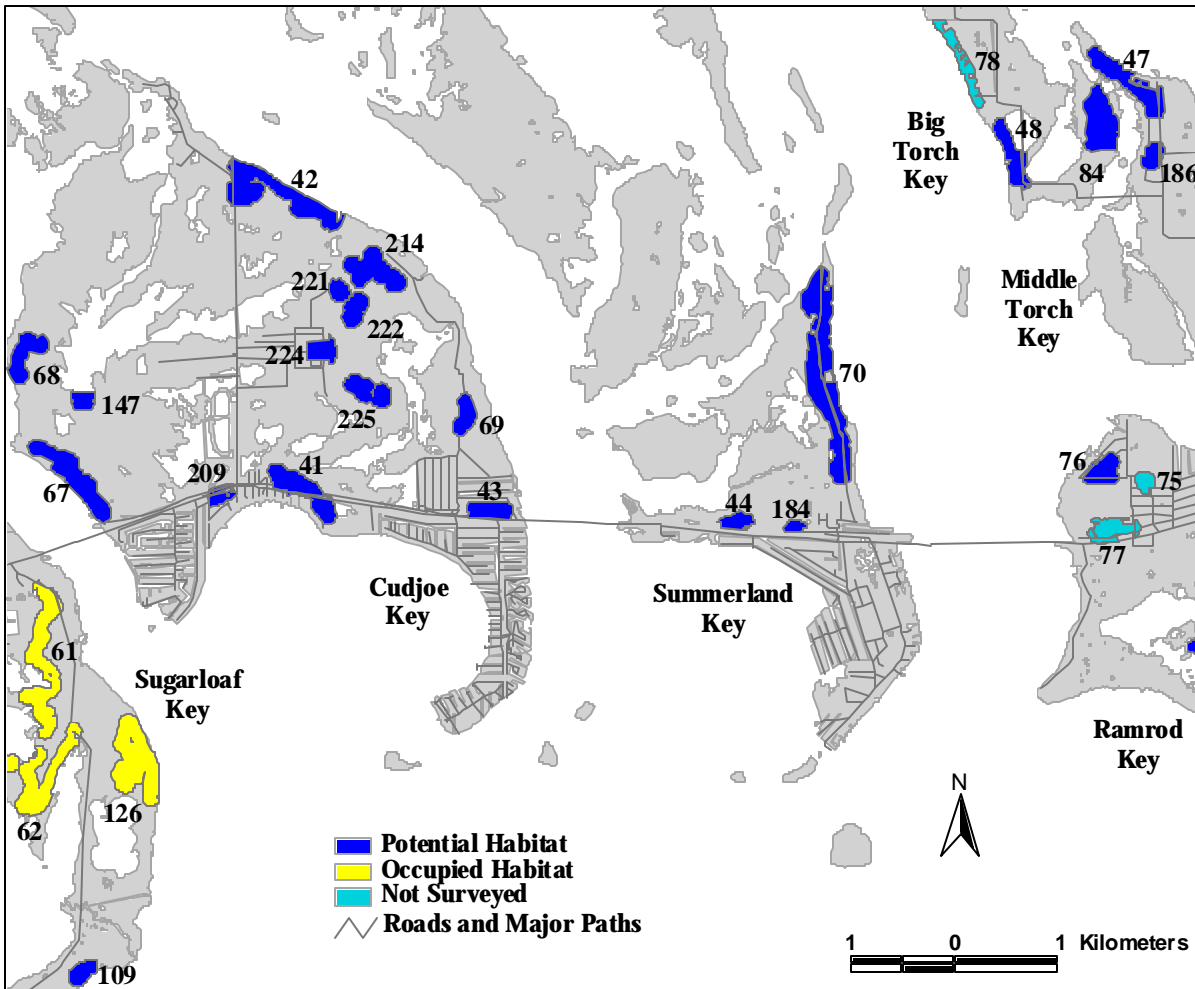 47
78
Big
Torch
Key
48
84
186
42
214
221
222
Middle
Torch
Key
224
68
147
70
225
69
67
209
41
76
75
43
44
184
77
Cudjoe
Key
Summerland
Key
61
Sugarloaf
Key
Ramrod
Key
N
126
62
Potential Habitat
Occupied Habitat
Not Surveyed
Roads and Major Paths
1 0 1 Kilometers
109